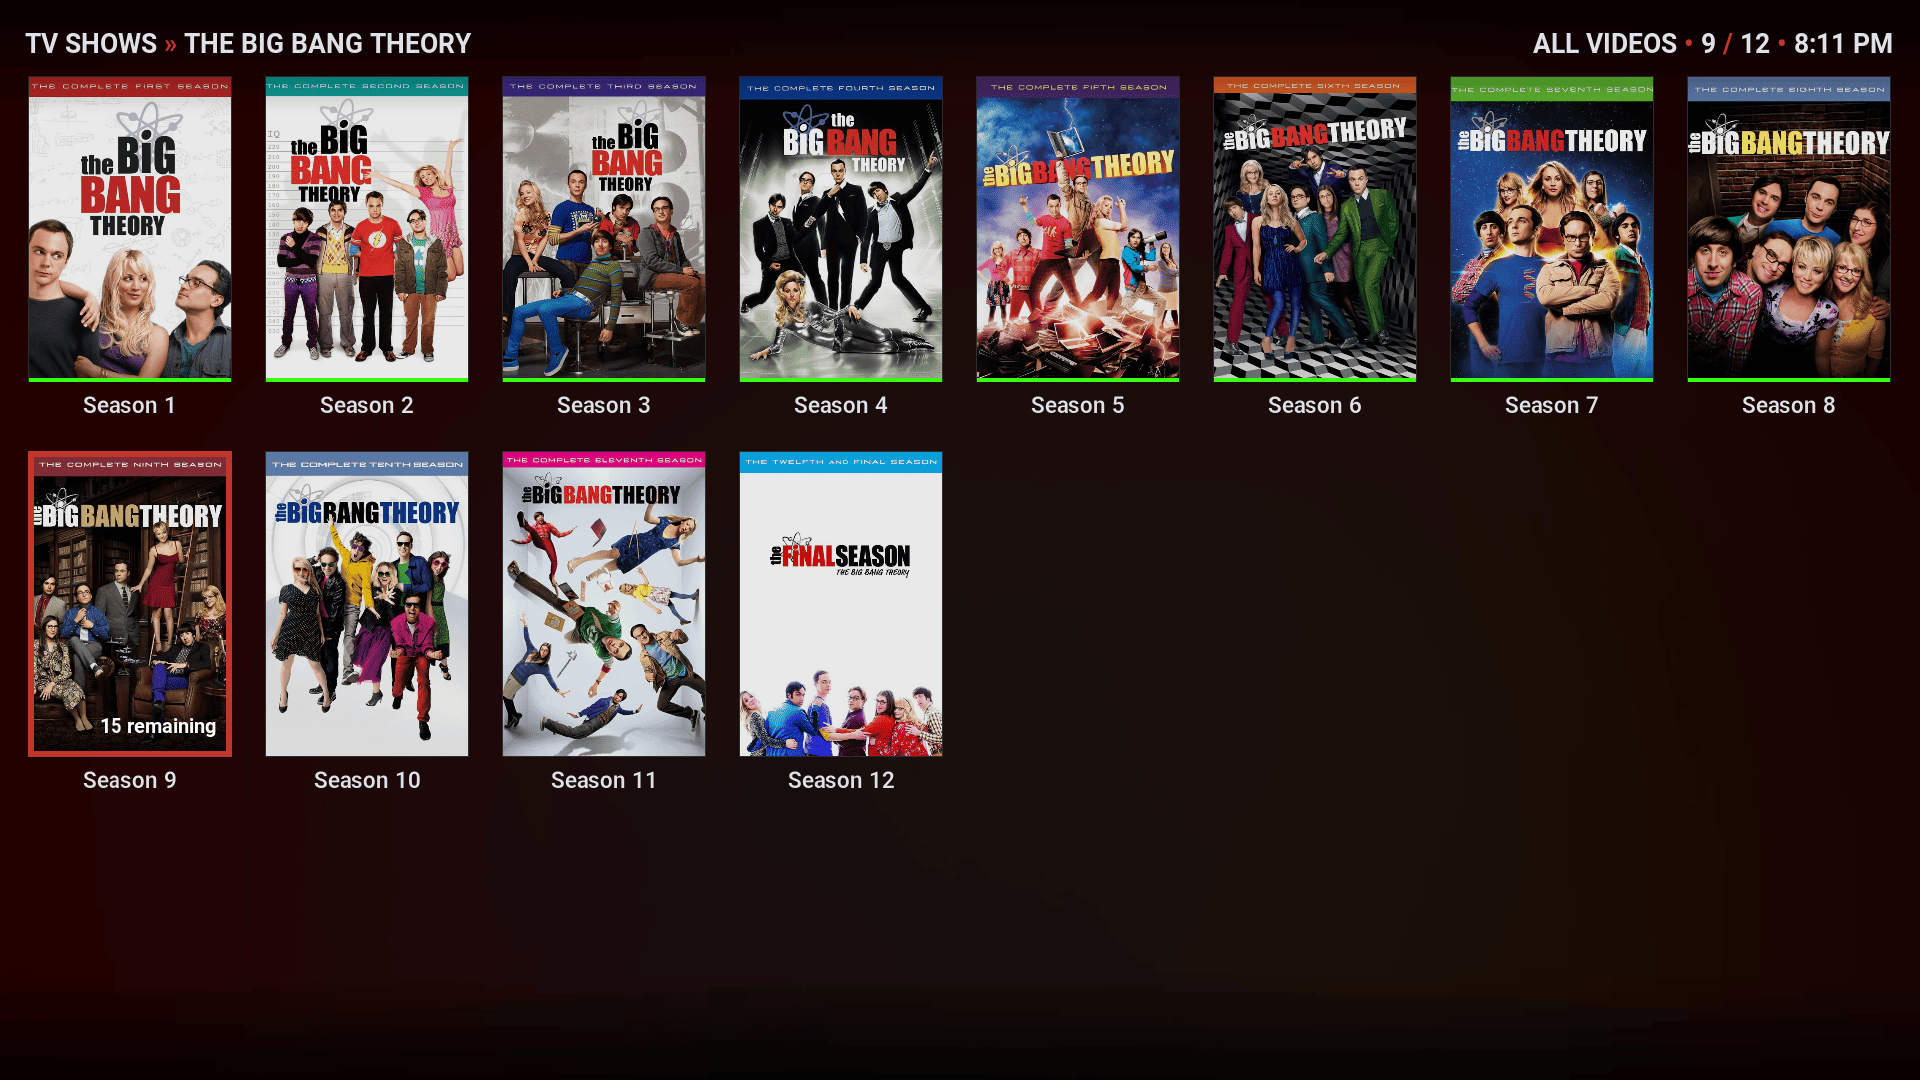 TV SHOWS » THE BIG BANG THEORY
ALL VIDEOS • 9 / 12 • 8:11 PM
THE COMPLETE FIRST SEASON
the BiG
BANG
THEORY
Season 1
THE COMPLETE SECOND SEASON
IQ
the BiG
BANG
THEORY
Season 2
THE COMPLETE THIRD SEASON
the BiG
BANG
THEORY
Season 3
THE COMPLETE FOURTH SEASON
the
BiG BANG
THEORY
Season 4
THE COMPLETE FIFTH SEASON
the BiG BANG THEORY
Season 5
THE COMPLETE SIXTH SEASON
the BiG BANG THEORY
Season 6
THE COMPLETE SEVENTH SEASON
the BiG BANG THEORY
Season 7
THE COMPLETE EIGHTH SEASON
the BiG BANG THEORY
Season 8
THE COMPLETE NINTH SEASON
the BiG BANG THEORY
15 remaining
Season 9
THE COMPLETE TENTH SEASON
the BiG BANG THEORY
Season 10
THE COMPLETE ELEVENTH SEASON
the BiG BANG THEORY
Season 11
THE TWELFTH AND FINAL SEASON
the FiNAL SEASON
THE BIG BANG THEORY
Season 12